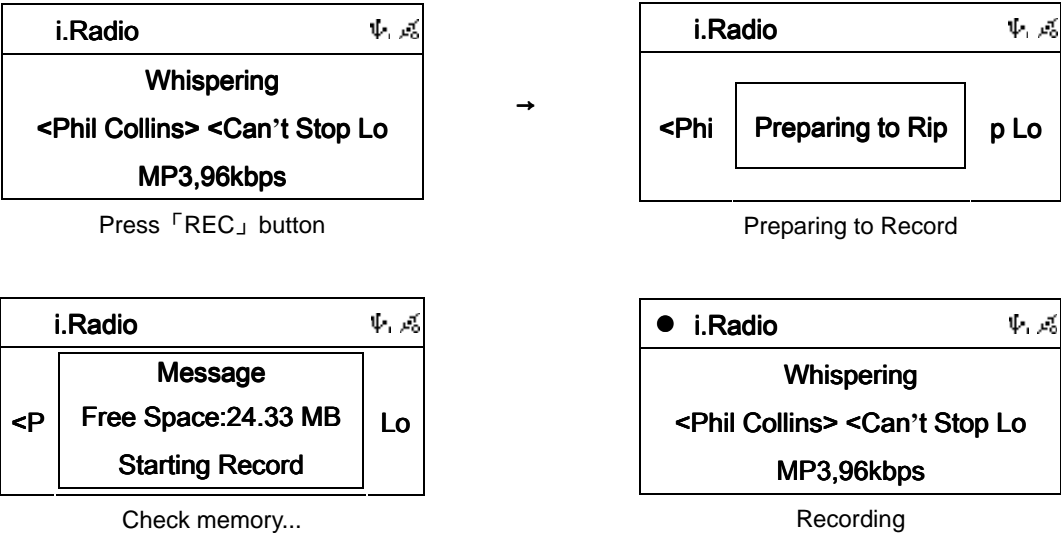 i.Radio
Whispering
<Phil Collins> <Can't Stop Lo
MP3,96kbps
Press「REC」button
→
i.Radio
<Phi Preparing to Rip p Lo
Preparing to Record
i.Radio
Message
<P Free Space:24.33 MB Lo
Starting Record
Check memory...
● i.Radio
Whispering
<Phil Collins> <Can't Stop Lo
MP3,96kbps
Recording